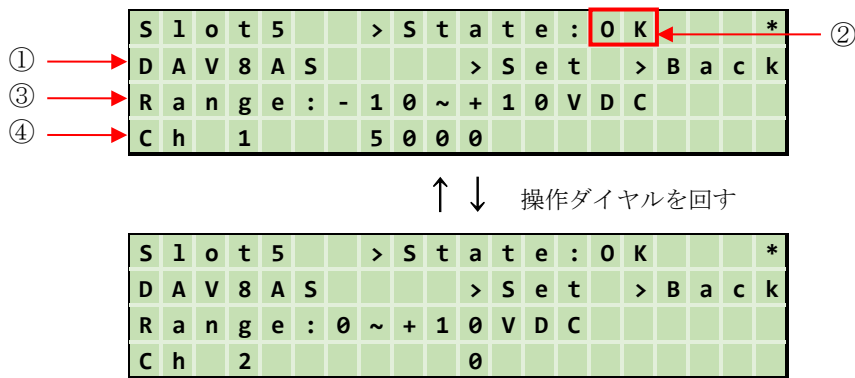 Slot5 >State:OK *
②
① DAV8AS >Set >Back
③ Range:-10~+10VDC
④ Ch 1 5000
↑ ↓ 操作ダイヤルを回す
Slot5 >State:OK *
DAV8AS >Set >Back
Range:0~+10VDC
Ch 2 0